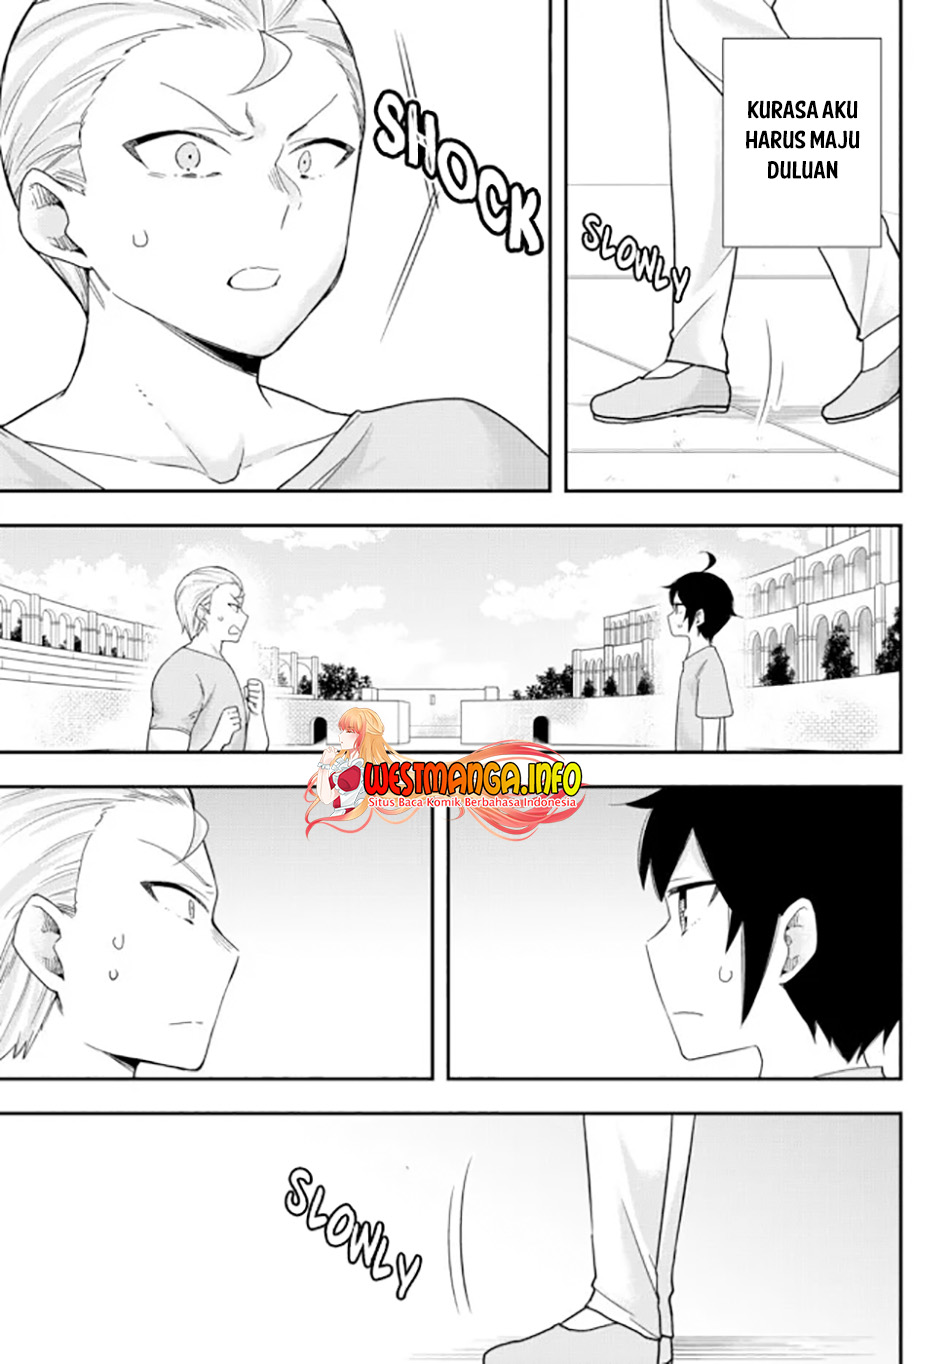 KURASA AKU
HARUS MAJU
DULUAN
SLOWLY
SHOCK
WESTMANGA.INFO
Situs Baca Komik Berbahasa Indonesia
SLOWLY